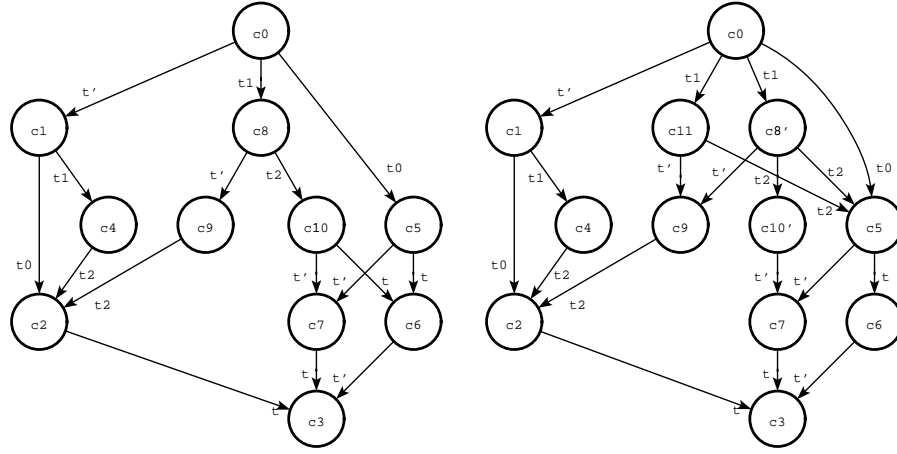 c0 c0
t' t1 t' t1 t1
c1 c8 c1 c11 c8'
t1 t' t2 t0 t1 t' t' t2 t2 t0
c4 c9 c10 c5 c4 c9 c10' c5
t2
t0 t2 t' t' t t t0 t2 t' t' t
t2 t2
c2 c7 c6 c2 c7 c6
t t' t t'
t t
c3 c3